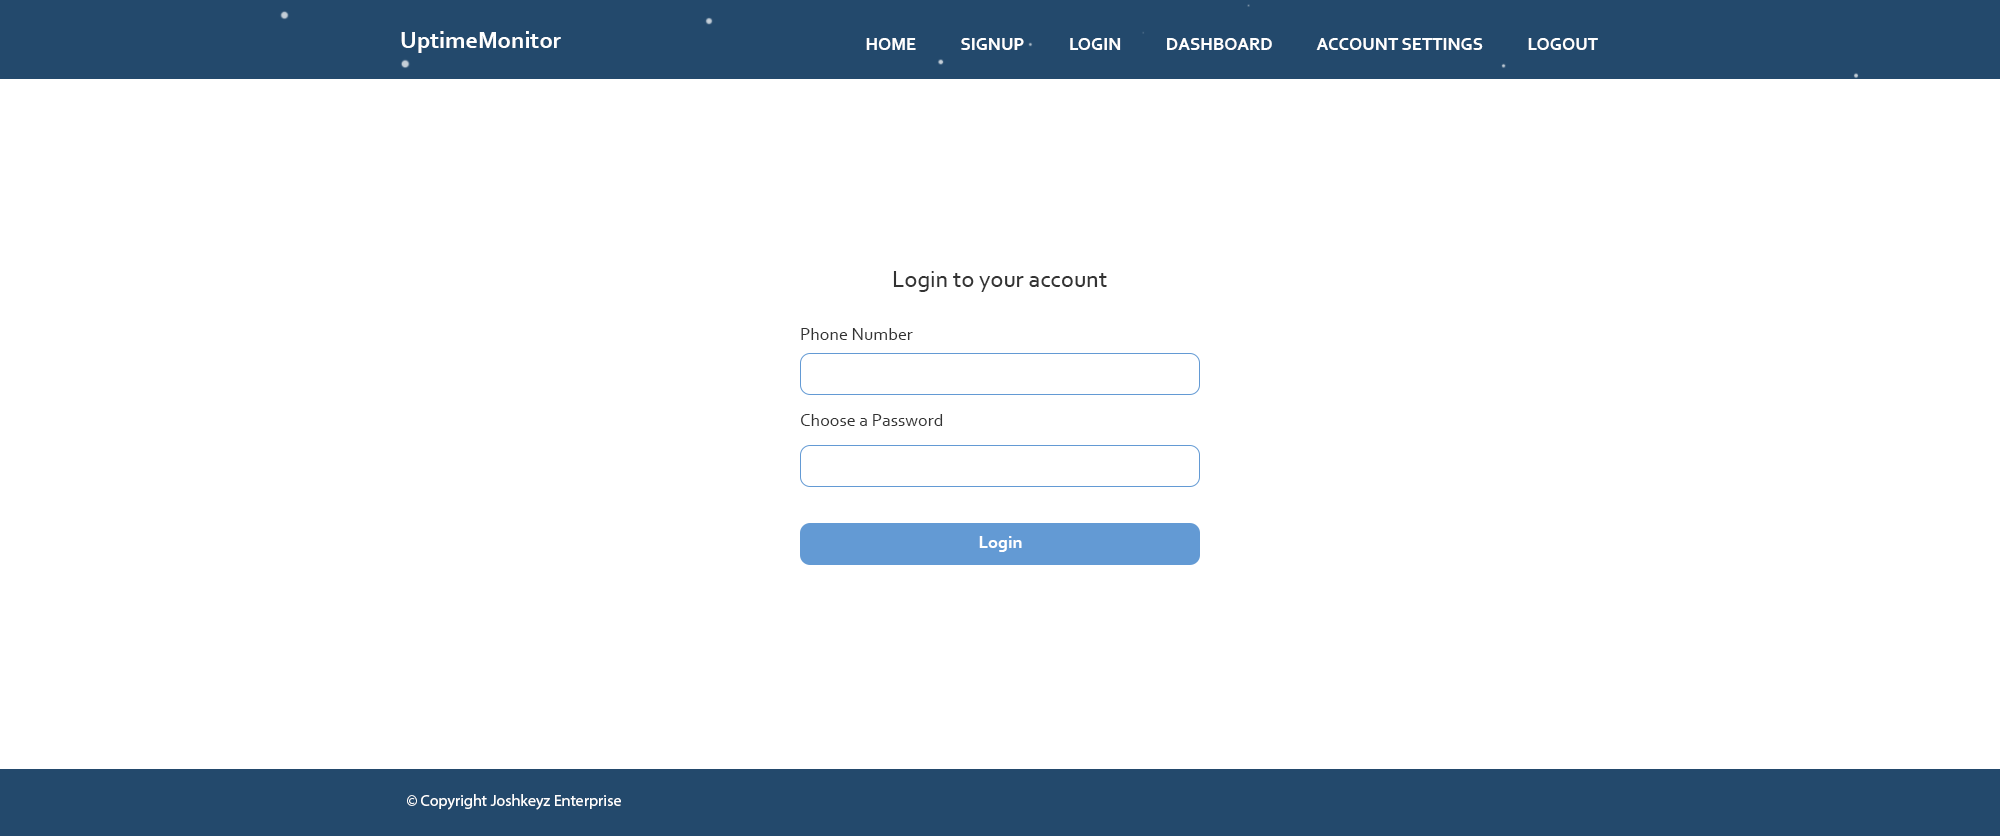 UptimeMonitor
HOME SIGNUP LOGIN DASHBOARD ACCOUNT SETTINGS LOGOUT
Login to your account
Phone Number
Choose a Password
Login
© Copyright Joshkeyz Enterprise